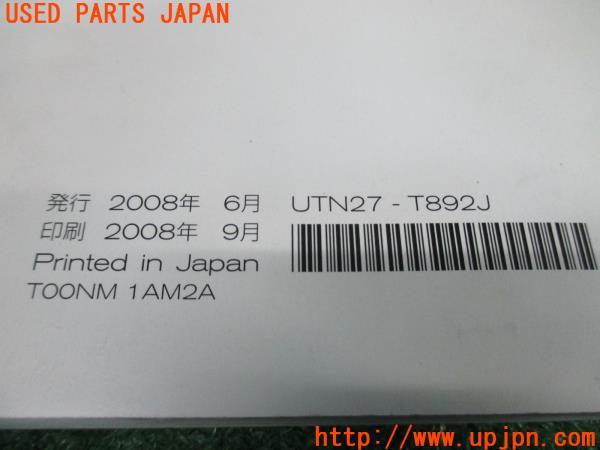 USED PARTS JAPAN
発行 2008年 6月 UTN27 - T892J
印刷 2008年 9月
Printed in Japan
TOONM 1AM2A
http://www.upjpn.com/